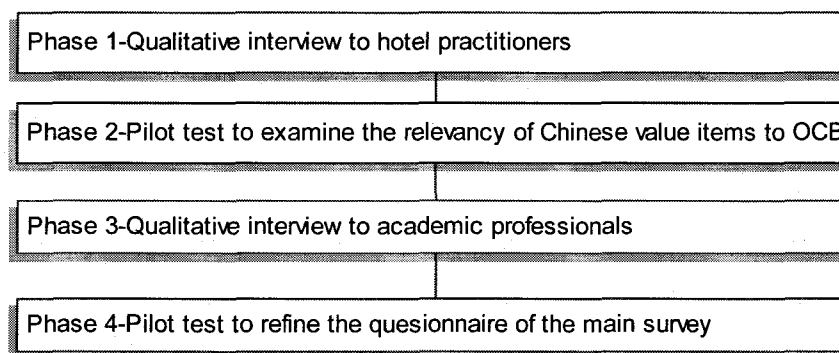 Phase 1-Qualitative interview to hotel practitioners
Phase 2-Pilot test to examine the relevancy of Chinese value items to OCB
Phase 3-Qualitative interview to academic professionals
Phase 4-Pilot test to refine the quesionnaire of the main survey